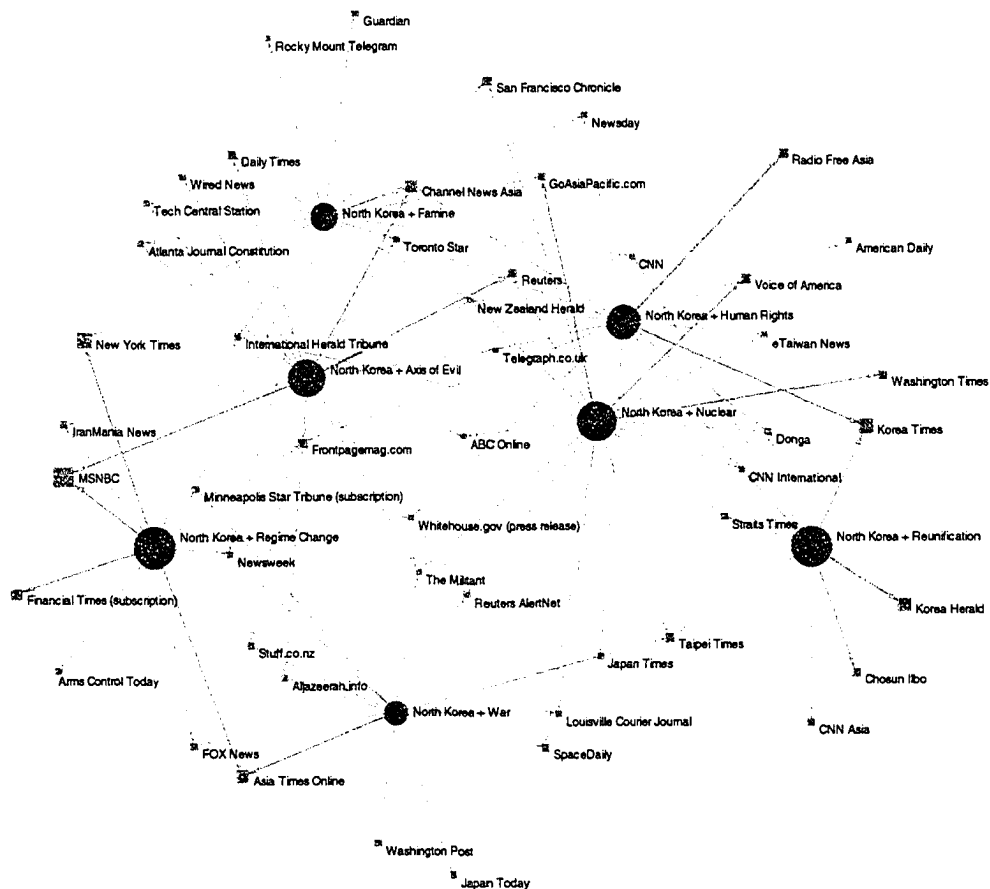 Guardian
Rocky Mount Telegram
San Francisco Chronicle
Newsday
Daily Times
Radio Free Asia
Wired News
Channel News Asia
GoAsiaPacific.com
Tech Central Station
North Korea + Famine
Atlanta Journal Constitution
Toronto Star
American Daily
CNN
Reuters
Voice of America
New Zealand Herald
North Korea + Human Rights
New York Times
International Herald Tribune
eTaiwan News
Telegraph.co.uk
North Korea + Axis of Evil
Washington Times
North Korea + Nuclear
IranMania News
Korea Times
Donga
ABC Online
Frontpagemag.com
MSNBC
CNN International
Minneapolis Star Tribune (subscription)
Whitehouse.gov (press release)
Straits Times
North Korea + Regime Change
North Korea + Reunification
Newsweek
The Militant
Financial Times (subscription)
Reuters AlertNet
Korea Herald
Taipei Times
Stuff.co.nz
Japan Times
Arms Control Today
Aljazeerah.info
Chosun Ilbo
North Korea + War
Louisville Courier Journal
CNN Asia
FOX News
SpaceDaily
Asia Times Online
Washington Post
Japan Today